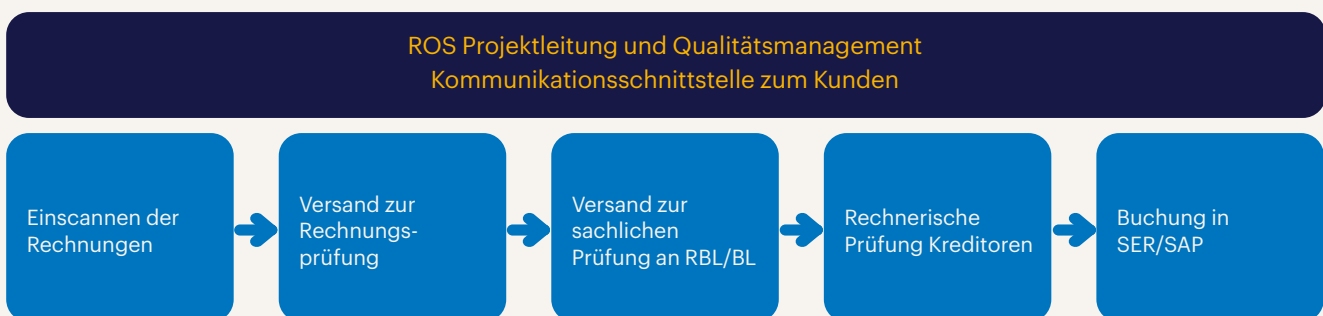 ROS Projektleitung und Qualitätsmanagement
Kommunikationsschnittstelle zum Kunden
Einscannen der
Rechnungen
Versand zur
Rechnungs-
prüfung
Versand zur
sachlichen
Prüfung an RBL/BL
Rechnerische
Prüfung Kreditoren
Buchung in
SER/SAP